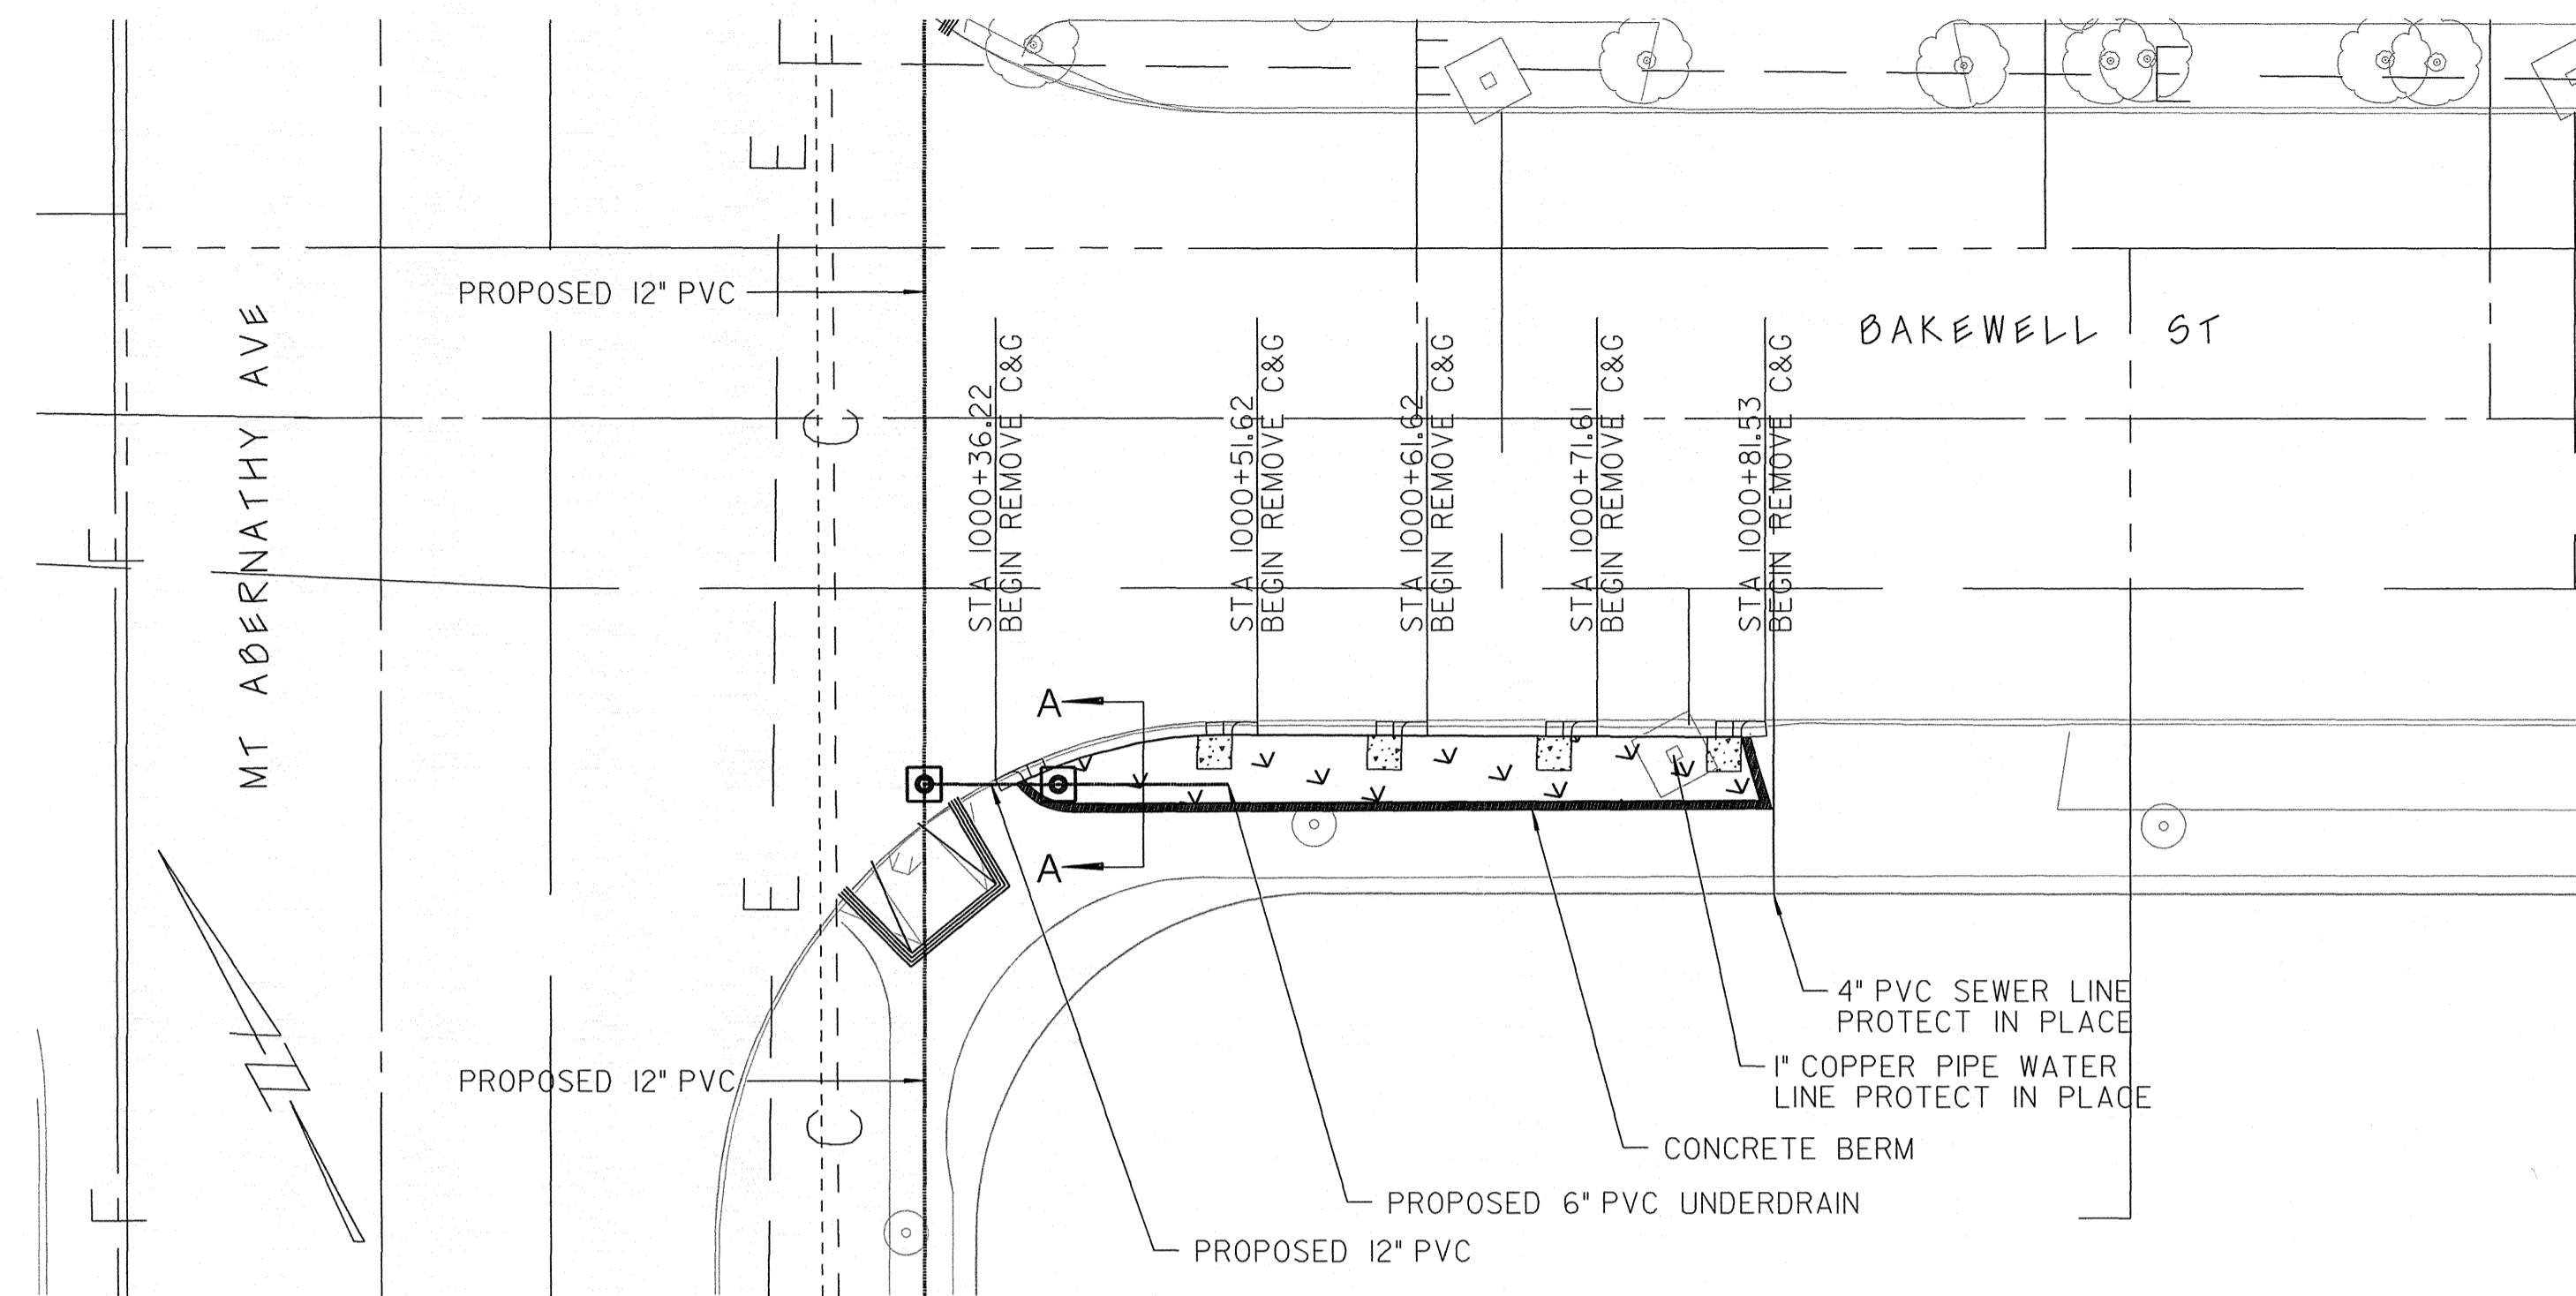 E
E
PROPOSED 12" PVC
BAKEWELL ST
MT ABERNATHY AVE
C
STA 1000+36.22
BEGIN REMOVE C&G
STA 1000+51.62
BEGIN REMOVE C&G
STA 1000+61.62
BEGIN REMOVE C&G
STA 1000+71.61
BEGIN REMOVE C&G
STA 1000+81.53
BEGIN REMOVE C&G
A
A
E
4" PVC SEWER LINE
PROTECT IN PLACE
PROPOSED 12" PVC
1" COPPER PIPE WATER
LINE PROTECT IN PLACE
C
CONCRETE BERM
PROPOSED 6" PVC UNDERDRAIN
PROPOSED 12" PVC